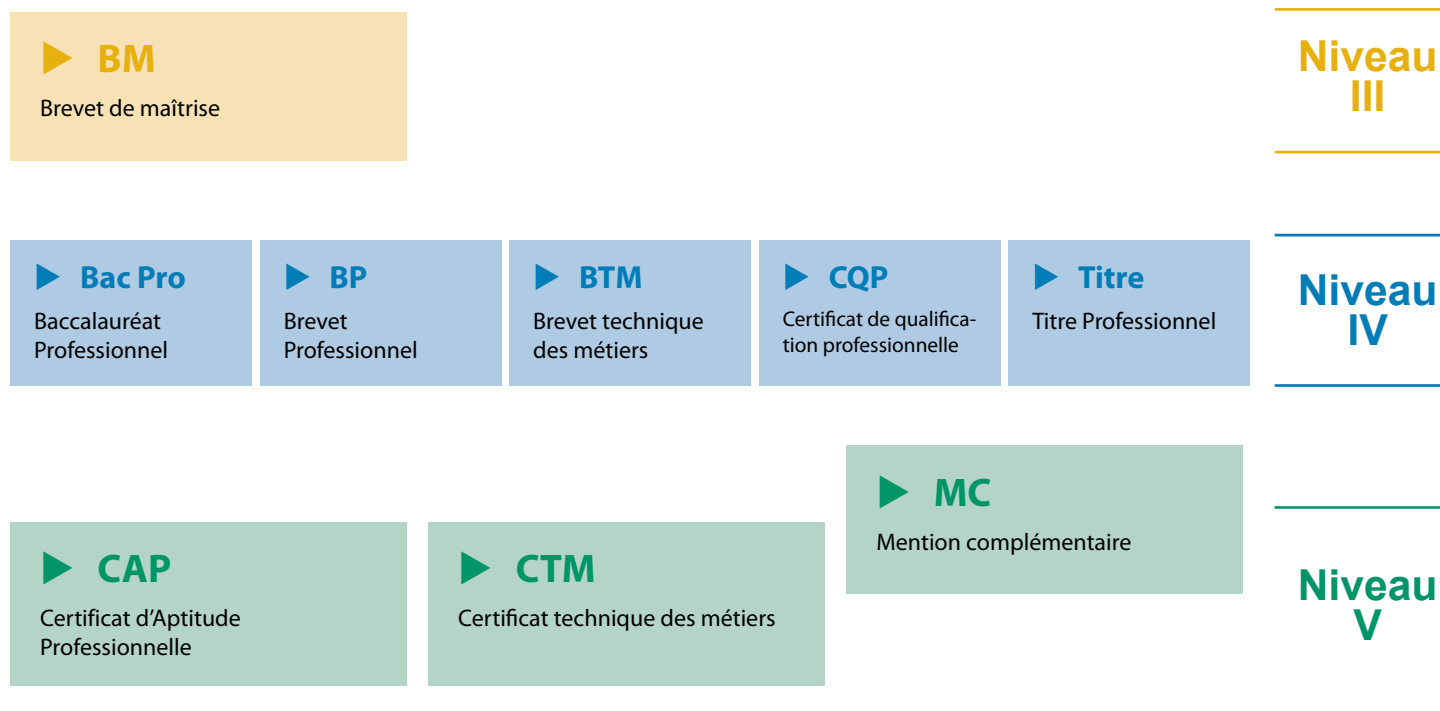 BM
Brevet de maîtrise
Niveau
III
Bac Pro
Baccalauréat
Professionnel
BP
Brevet
Professionnel
BTM
Brevet technique
des métiers
CQP
Certificat de qualifica-
tion professionnelle
Titre
Titre Professionnel
Niveau
IV
MC
Mention complémentaire
CAP
Certificat d'Aptitude
Professionnelle
CTM
Certificat technique des métiers
Niveau
V